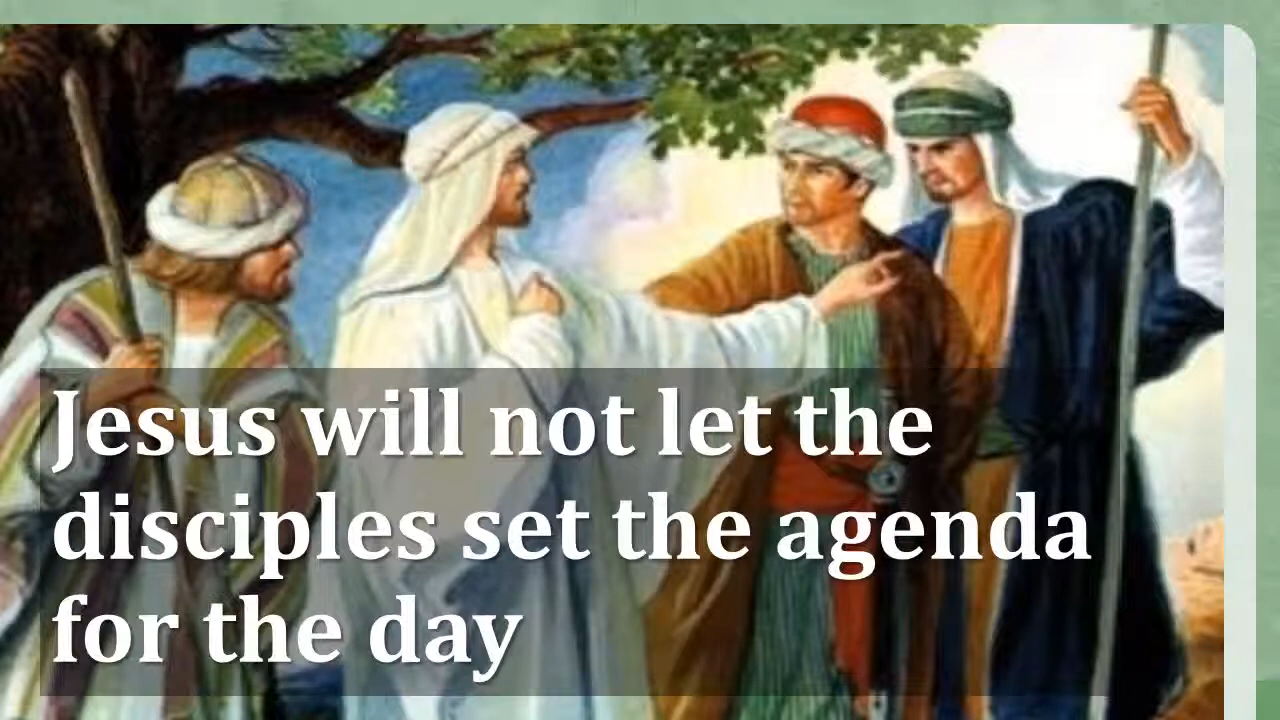 Jesus will not let the
disciples set the agenda
for the day